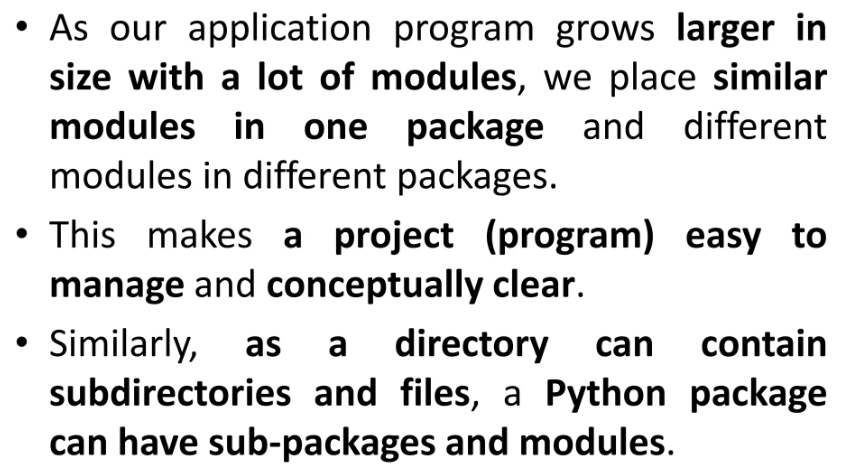 • As our application program grows larger in
size with a lot of modules, we place similar
modules in one package and different
modules in different packages.
• This makes a project (program) easy to
manage and conceptually clear.
• Similarly, as a directory can contain
subdirectories and files, a Python package
can have sub-packages and modules.